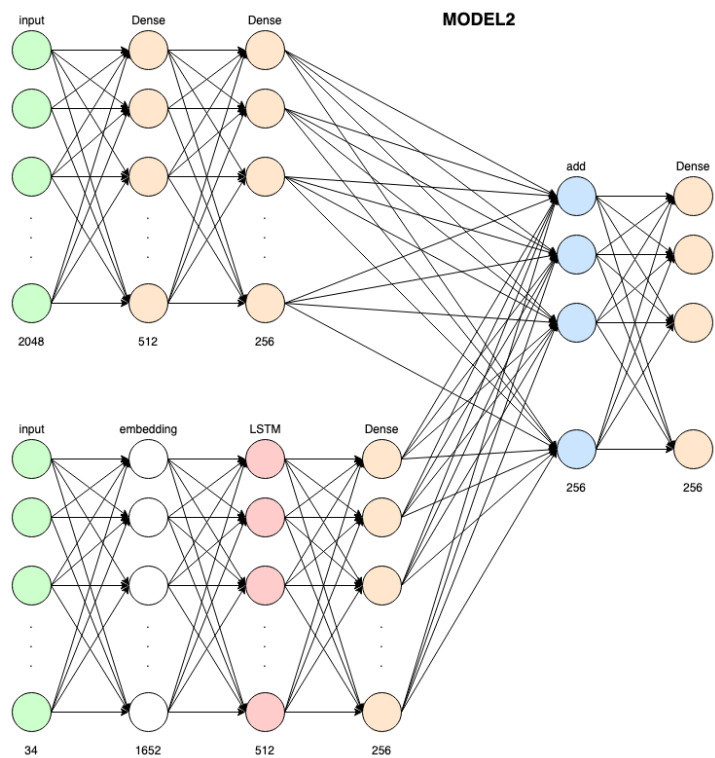 MODEL2
input Dense Dense
2048 512 256
add Dense
256 256
input embedding LSTM Dense
34 1652 512 256